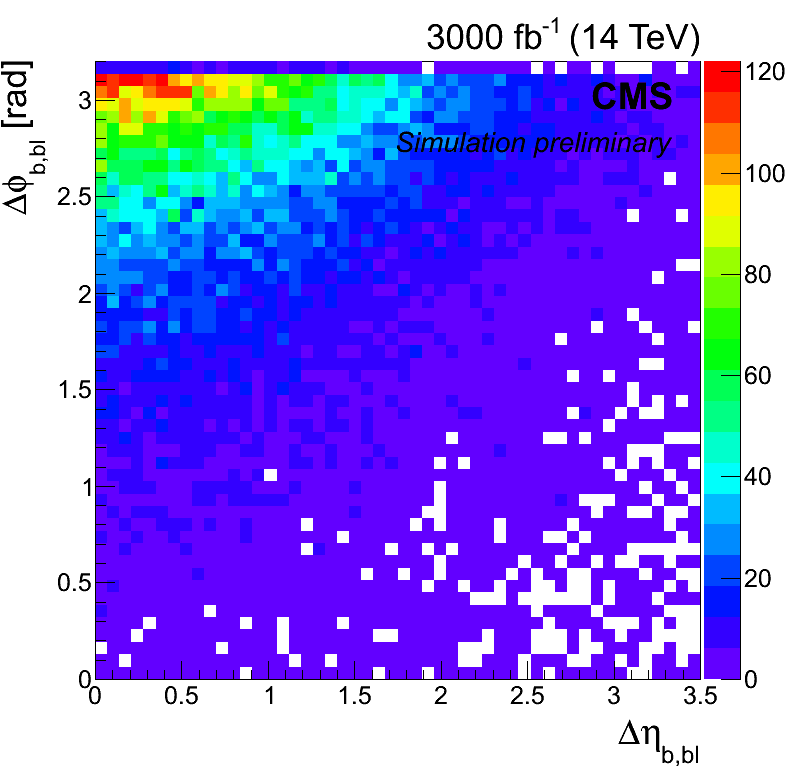 3000 fb⁻¹ (14 TeV)
CMS
Simulation preliminary
Δϕb,bl [rad]
3
2.5
2
1.5
1
0.5
0
0 0.5 1 1.5 2 2.5 3 3.5
Δηb,bl
120
100
80
60
40
20
0